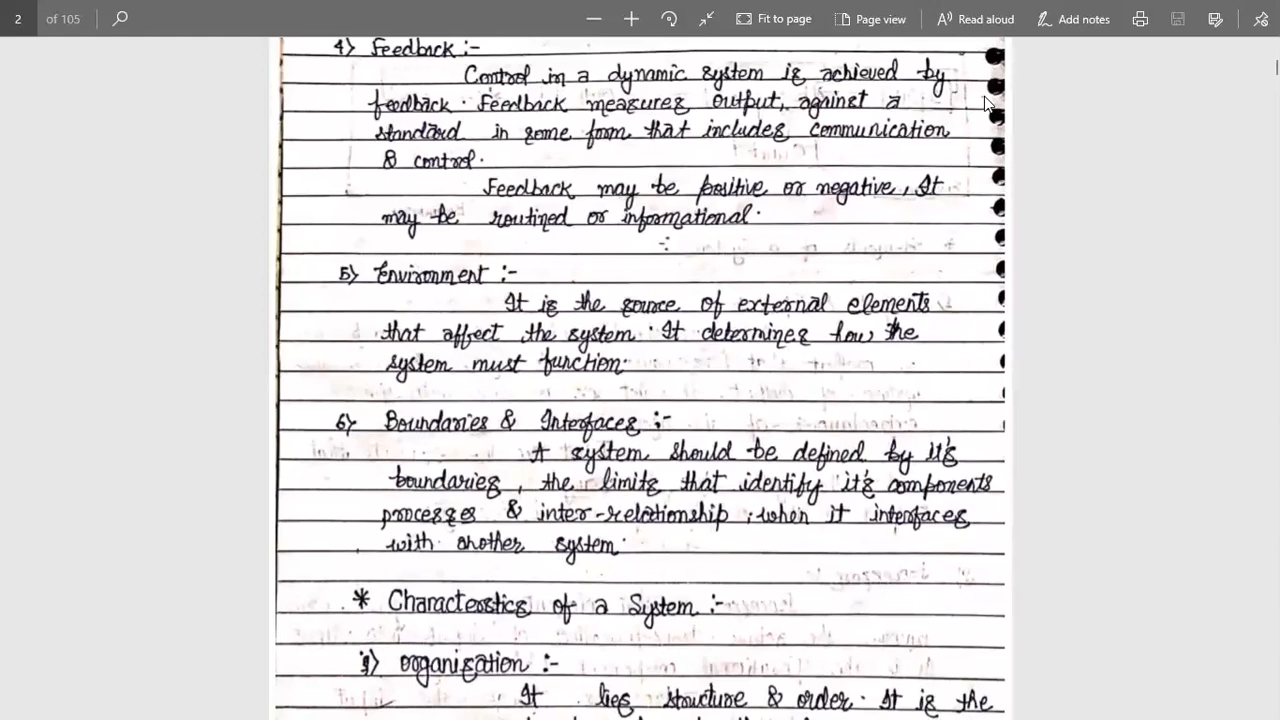 2 of 105 Fit to page Page view Read aloud Add notes
4) Feedback :-
Control in a dynamic system is achieved by
feedback. Feedback measures output, against a
standard in some form that includes communication
& control.
Feedback may be positive or negative, It
may be routined or informational.
5) Environment :-
It is the source of external elements
that affect the system. It determines how the
system must function.
6) Boundaries & Interfaces :-
A system should be defined by it's
boundaries, the limits that identify it's components
processes & inter-relationship, when it interfaces
with another system.
* Characterstics of a System :-
1) organisation :-
It lies structure & order. It is the